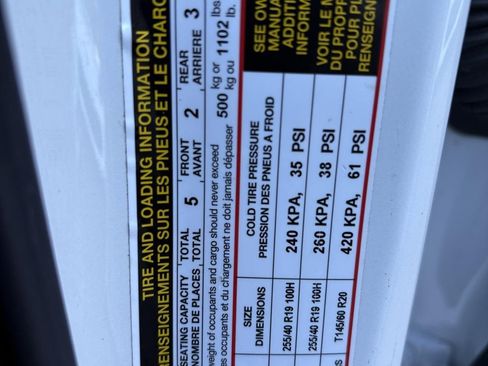 TIRE AND LOADING INFORMATION
RENSEIGNEMENTS SUR LES PNEUS ET LE CHARG
SEATING CAPACITY TOTAL 5 FRONT 2 REAR 3
NOMBRE DE PLACES TOTAL AVANT ARRIERE
weight of occupants and cargo should never exceed 500 kg or 1102 lbs
es occupants et du chargement ne doit jamais dépasser 500 kg ou lb.
SIZE COLD TIRE PRESSURE
DIMENSIONS PRESSION DES PNEUS À FROID
255/40 R19 100H 240 KPA, 35 PSI
255/40 R19 100H 260 KPA, 38 PSI
T145/60 R20 420 KPA, 61 PSI
SEE OW
MANUA
ADDITI
INFORM
VOIR LE M
DU PROPR
POUR PL
RENSEIGN